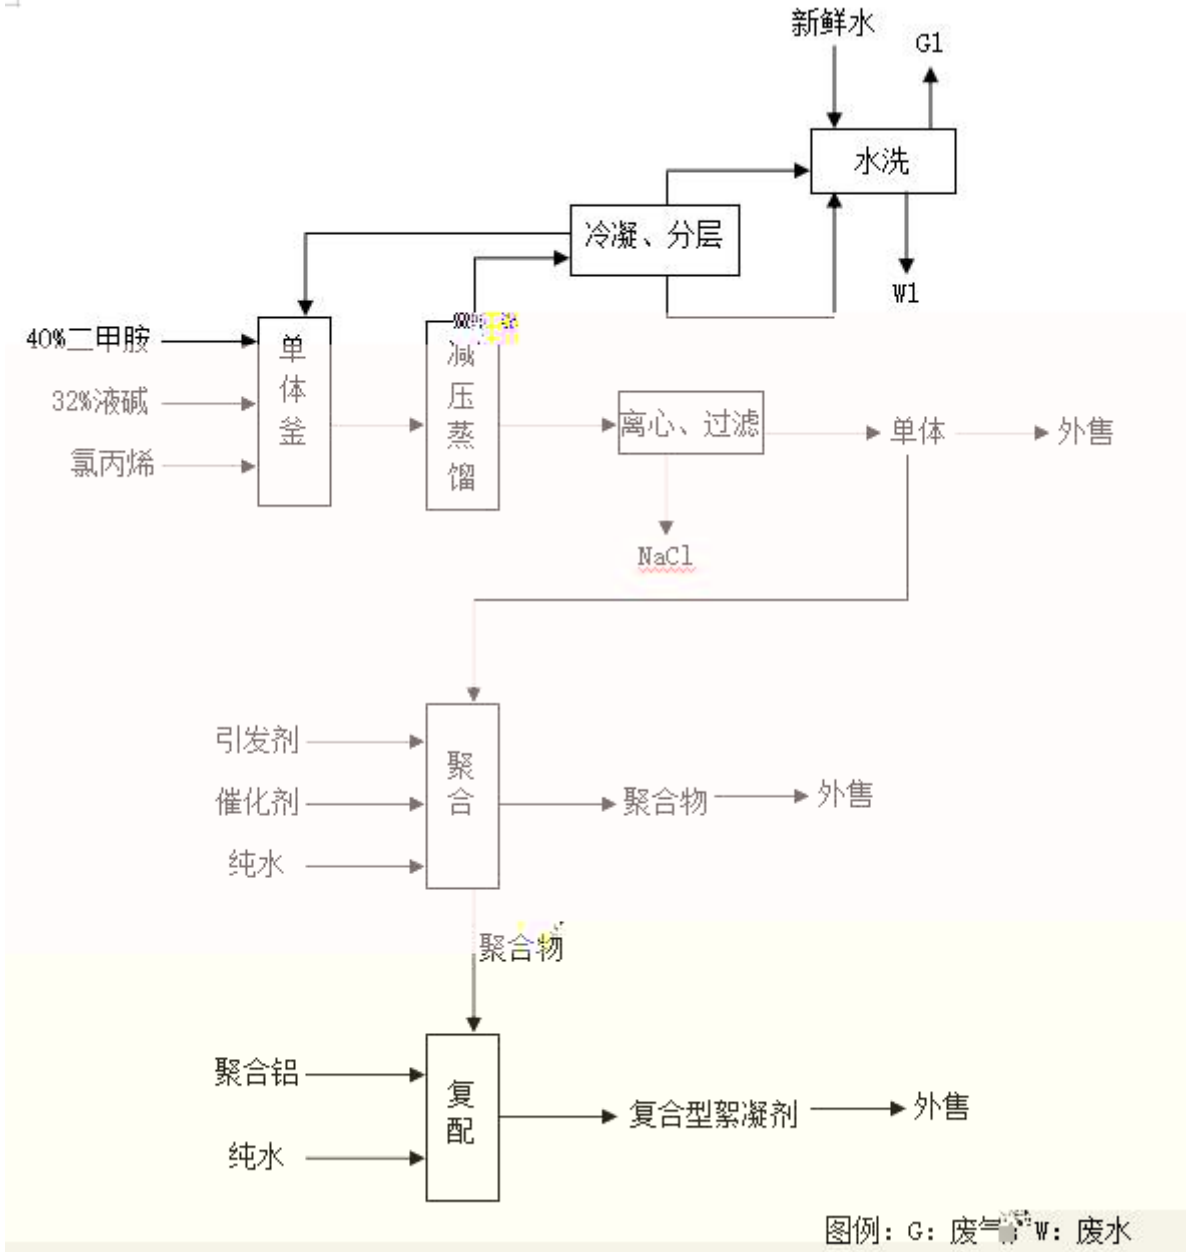 新鲜水
G1
水洗
冷凝、分层
W1
40%二甲胺
32%液碱
氯丙烯
单体釜
减压蒸馏
离心、过滤
单体
外售
NaCl
引发剂
催化剂
纯水
聚合
聚合物
外售
聚合物
聚合铝
纯水
复配
复合型絮凝剂
外售
图例：G：废气 W：废水